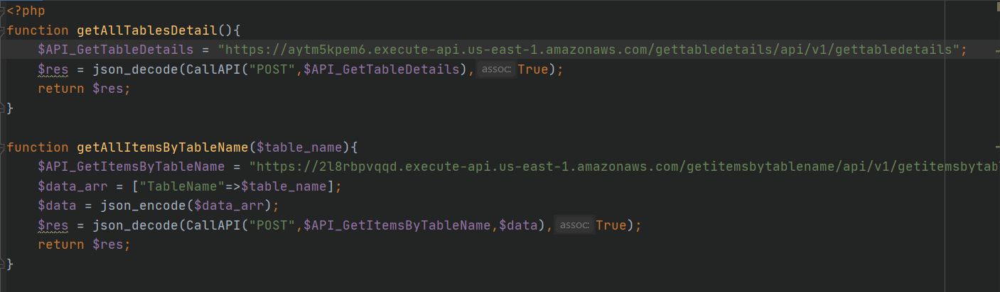 <?php
function getAllTablesDetail(){
    $API_GetTableDetails = "https://aytm5kpem6.execute-api.us-east-1.amazonaws.com/gettabledetails/api/v1/gettabledetails";
    $res = json_decode(CallAPI("POST",$API_GetTableDetails), assoc: True);
    return $res;
}
function getAllItemsByTableName($table_name){
    $API_GetItemsByTableName = "https://2l8rbpvqqd.execute-api.us-east-1.amazonaws.com/getitemsbytablename/api/v1/getitemsbytabl
    $data_arr = ["TableName"=>$table_name];
    $data = json_encode($data_arr);
    $res = json_decode(CallAPI("POST",$API_GetItemsByTableName,$data), assoc: True);
    return $res;
}